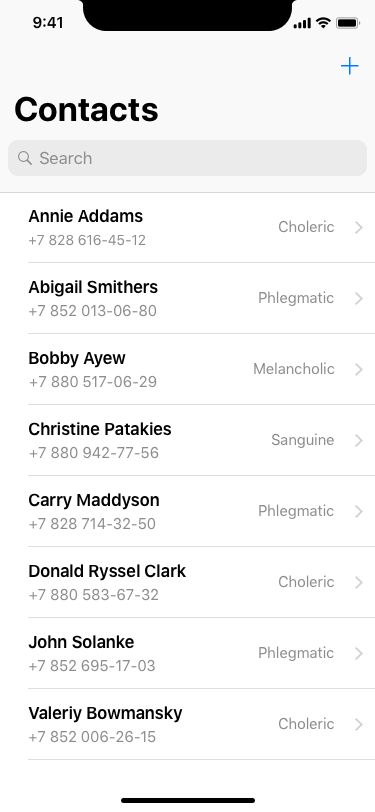 9:41
Contacts
Search
Annie Addams
+7 828 616-45-12
Choleric
Abigail Smithers
+7 852 013-06-80
Phlegmatic
Bobby Ayew
+7 880 517-06-29
Melancholic
Christine Patakies
+7 880 942-77-56
Sanguine
Carry Maddyson
+7 828 714-32-50
Phlegmatic
Donald Ryssel Clark
+7 880 583-67-32
Choleric
John Solanke
+7 852 695-17-03
Phlegmatic
Valeriy Bowmansky
+7 852 006-26-15
Choleric